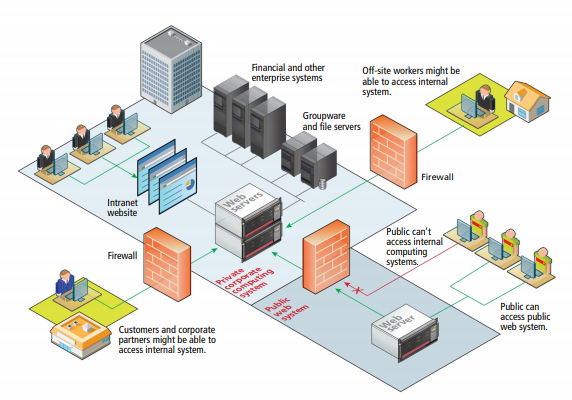 Financial and other
enterprise systems
Off-site workers might be
able to access internal
system.
Groupware
and file servers
Firewall
Intranet
website
Web
servers
Public can't
access internal
computing
systems.
Firewall
Private
corporate
computing
system
Public
web
system
Web
server
Public can
access public
web system.
Customers and corporate
partners might be able to
access internal system.